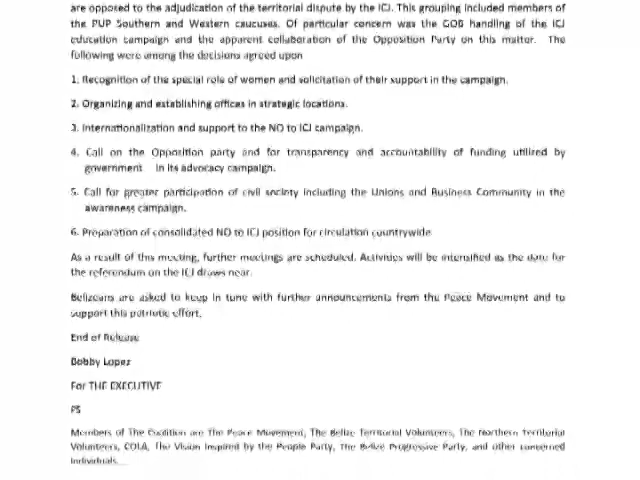 are opposed to the adjudication of the territorial dispute by the ICJ. This grouping included members of
the PUP Southern and Western caucuses. Of particular concern was the GOB handling of the ICJ
education campaign and the apparent collaboration of the Opposition Party on this matter. The
following were among the decisions agreed upon
1. Recognition of the special role of women and solicitation of their support in the campaign.
2. Organizing and establishing offices in strategic locations.
3. Internationalization and support to the NO to ICJ campaign.
4. Call on the Opposition party and for transparency and accountability of funding utilized by
government in its advocacy campaign.
5. Call for greater participation of civil society including the Unions and Business Community in the
awareness campaign.
6. Preparation of consolidated NO to ICJ position for circulation countrywide
As a result of this meeting, further meetings are scheduled. Activities will be intensified as the date for
the referendum on the ICJ draws near.
Belizeans are asked to keep in tune with further announcements from the Peace Movement and to
support this patriotic effort.
End of Release
Bobby Lopez
For THE EXECUTIVE
PS
Members of The Coalition are The Peace Movement, The Belize Territorial Volunteers, The Northern Territorial
Volunteers, COLA, The Vision Inspired by the People Party, The Belize Progressive Party, and other concerned
individuals....